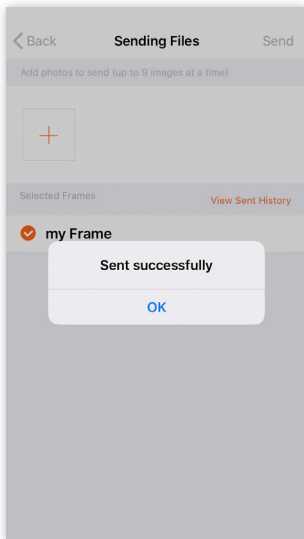 Back
Sending Files
Send
Add photos to send (up to 9 images at a time)
Selected Frames
View Sent History
my Frame
Sent successfully
OK